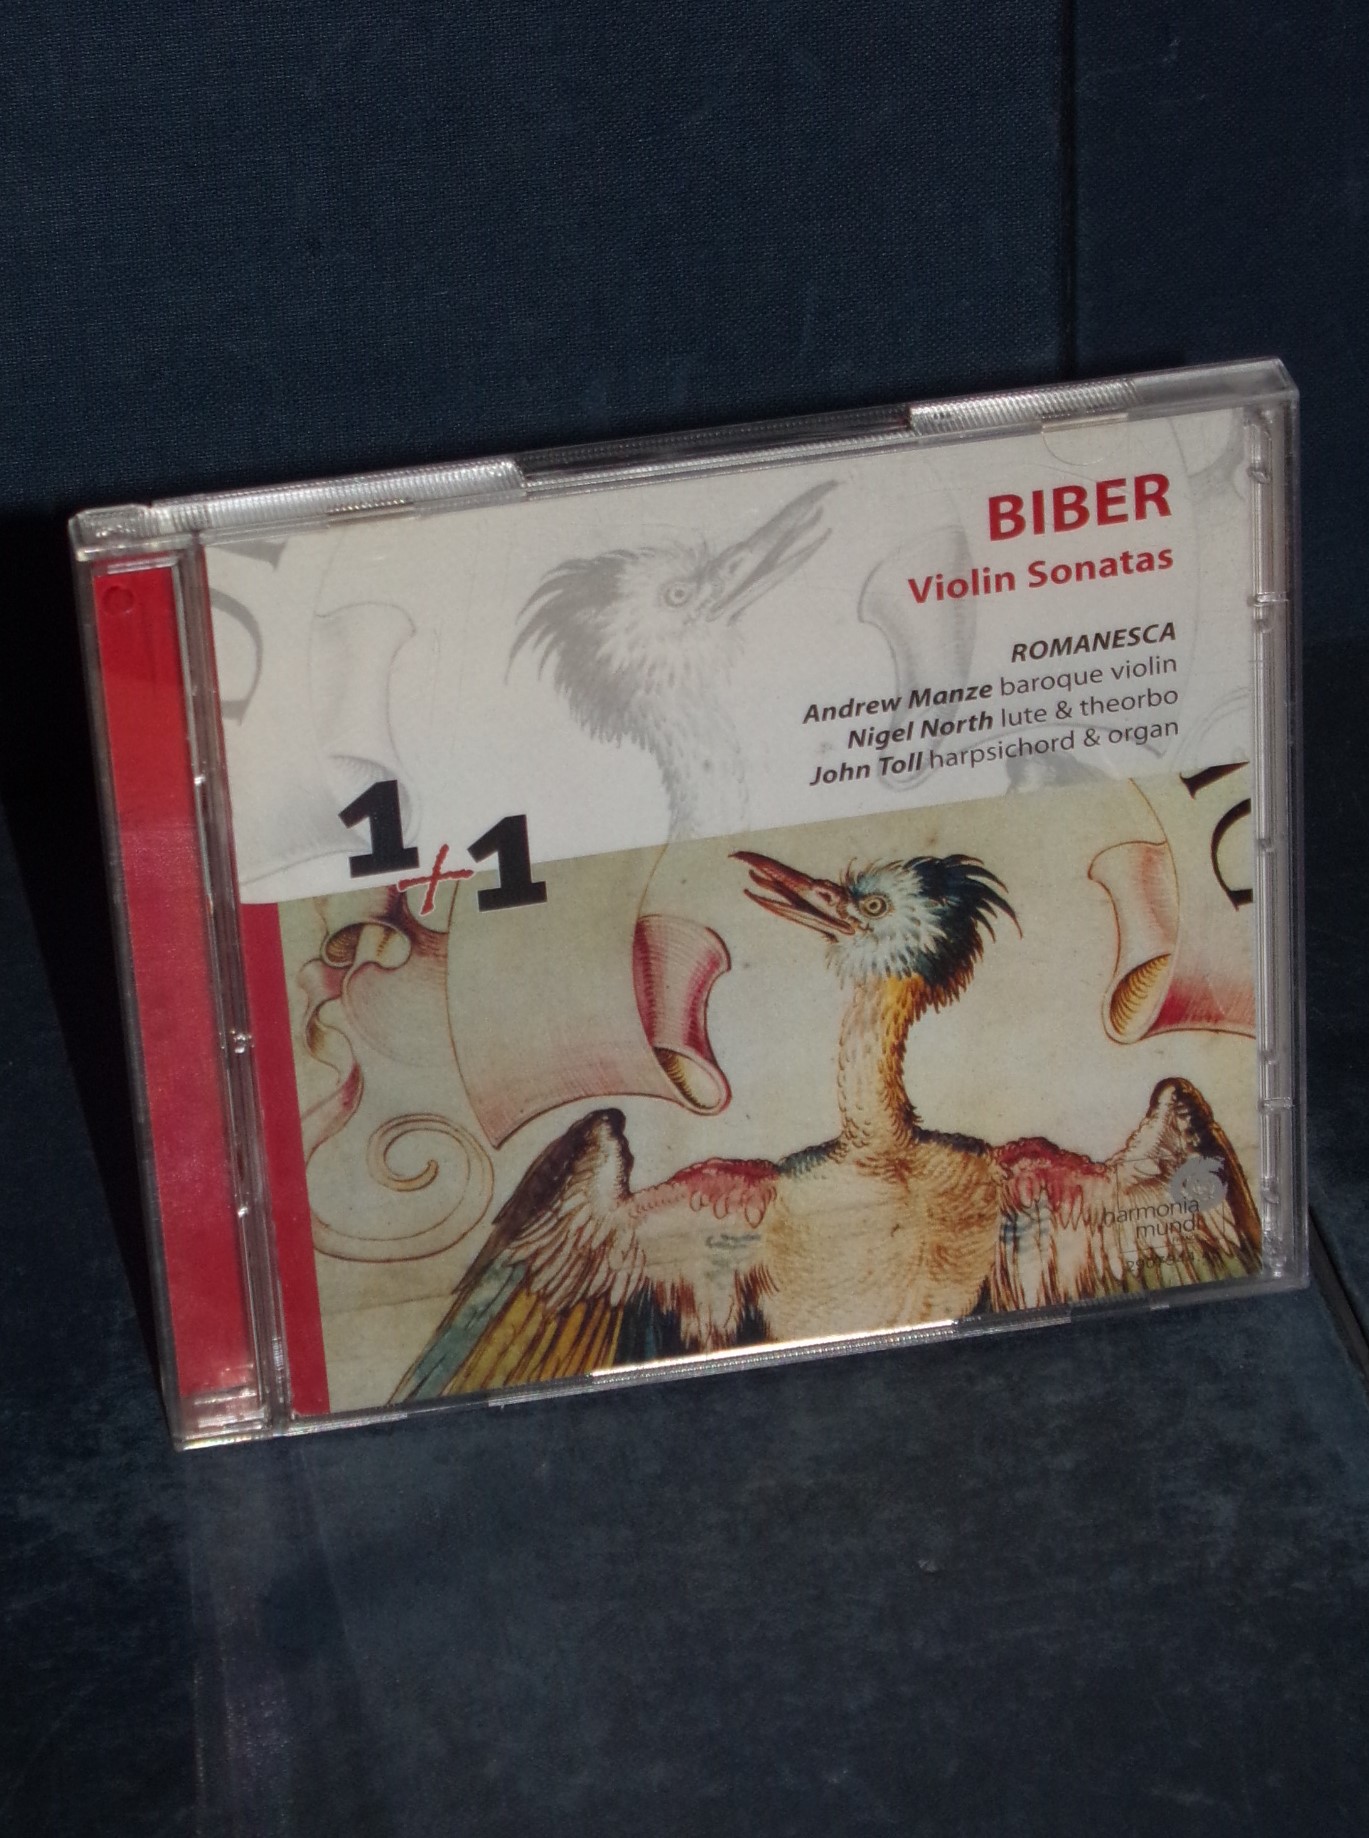 BIBER
Violin Sonatas
ROMANESCA
Andrew Manze baroque violin
Nigel North lute & theorbo
John Toll harpsichord & organ
1+1
harmonia
mundi